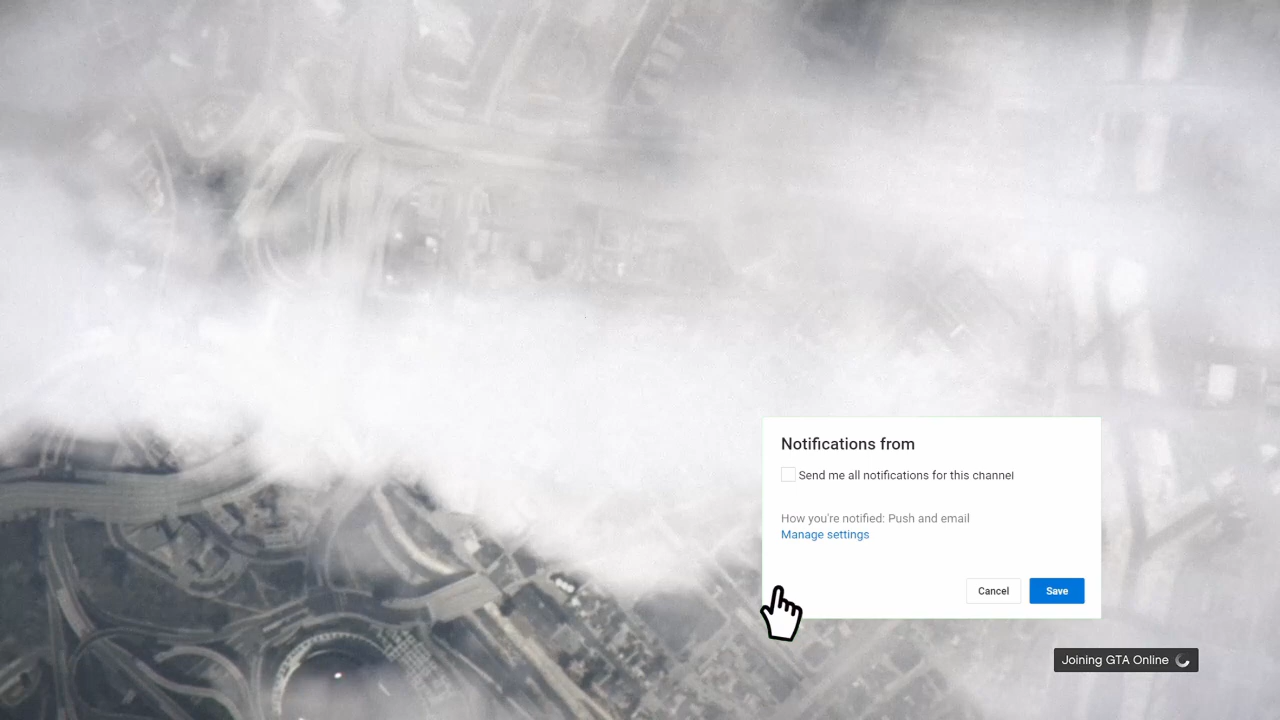 Notifications from
Send me all notifications for this channel
How you're notified: Push and email
Manage settings
Cancel
Save
Joining GTA Online